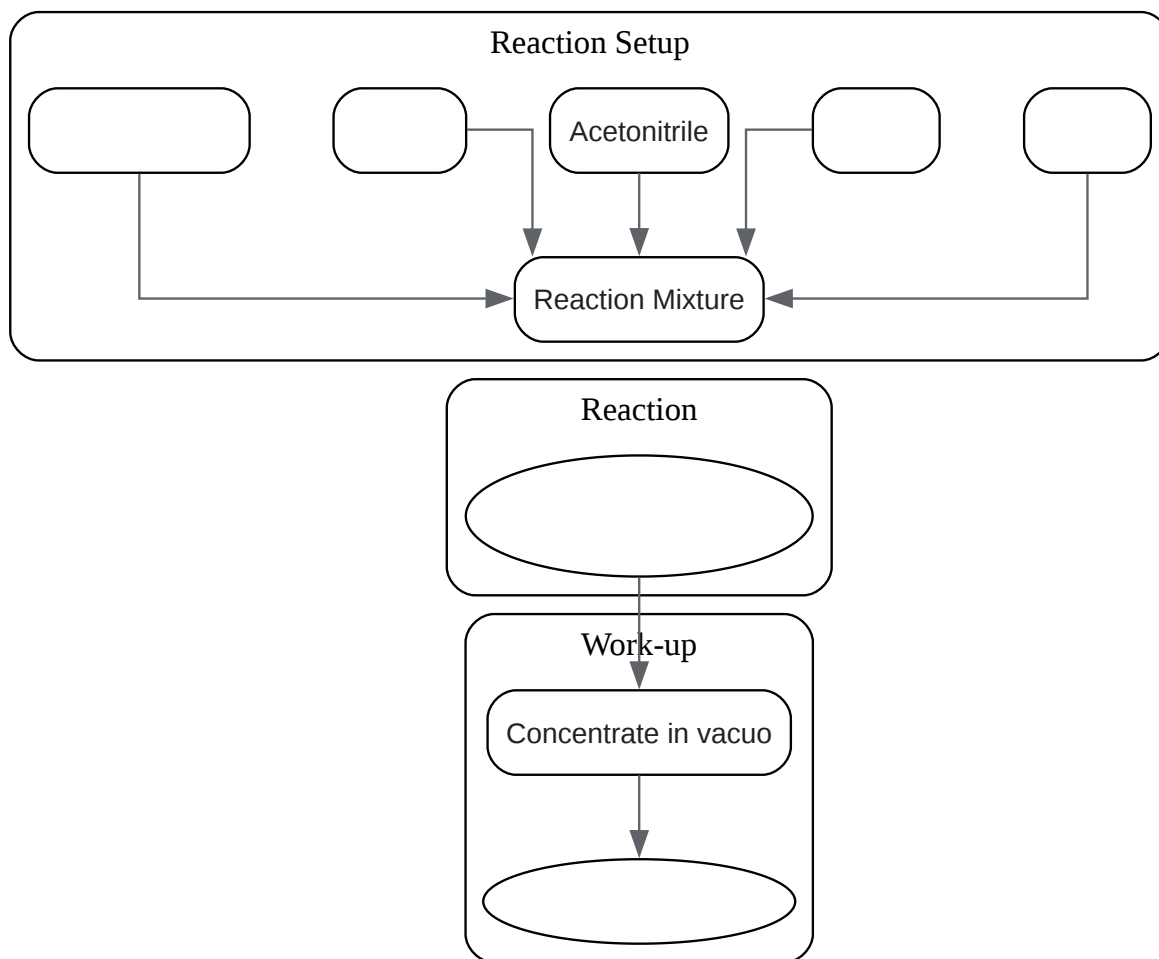 Reaction Setup
Acetonitrile
Reaction Mixture
Reaction
Work-up
Concentrate in vacuo